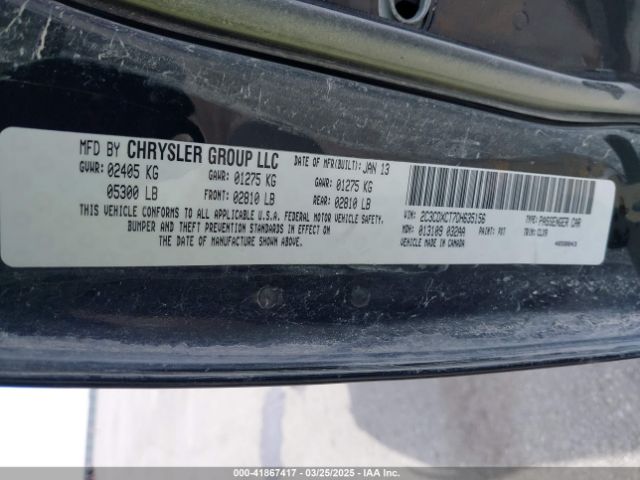 MFD BY CHRYSLER GROUP LLC DATE OF MFR(BUILT): JAN 13
GVWR: 02405 KG GAWR: 01275 KG GAWR: 01275 KG
05300 LB FRONT: 02810 LB REAR: 02810 LB
THIS VEHICLE CONFORMS TO ALL APPLICABLE U.S.A. FEDERAL MOTOR VEHICLE SAFETY,
BUMPER AND THEFT PREVENTION STANDARDS IN EFFECT ON
THE DATE OF MANUFACTURE SHOWN ABOVE.
VIN: 2C3CDXCT7DH635156 TYPE: PASSENGER CAR
MDH: 013109 032AA PAINT: TRIM:
VEHICLE MADE IN CANADA
000-41867417 | 03/25/2025 - IAA Inc.